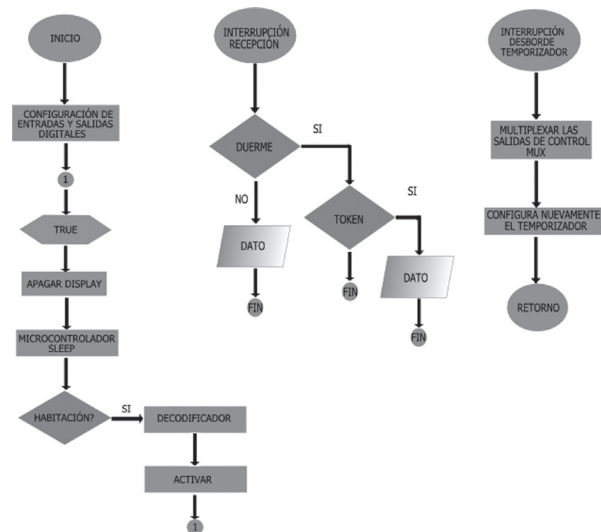 INICIO
CONFIGURACIÓN DE
ENTRADAS Y SALIDAS
DIGITALES
1
TRUE
APAGAR DISPLAY
MICROCONTROLADOR
SLEEP
HABITACIÓN?
SI
DECODIFICADOR
ACTIVAR
1
INTERRUPCIÓN
RECEPCIÓN
DUERME
SI
NO
DATO
FIN
TOKEN
SI
FIN
DATO
FIN
INTERRUPCIÓN
DESBORDE
TEMPORIZADOR
MULTIPLEXAR LAS
SALIDAS DE CONTROL
MUX
CONFIGURA NUEVAMENTE
EL TEMPORIZADOR
RETORNO